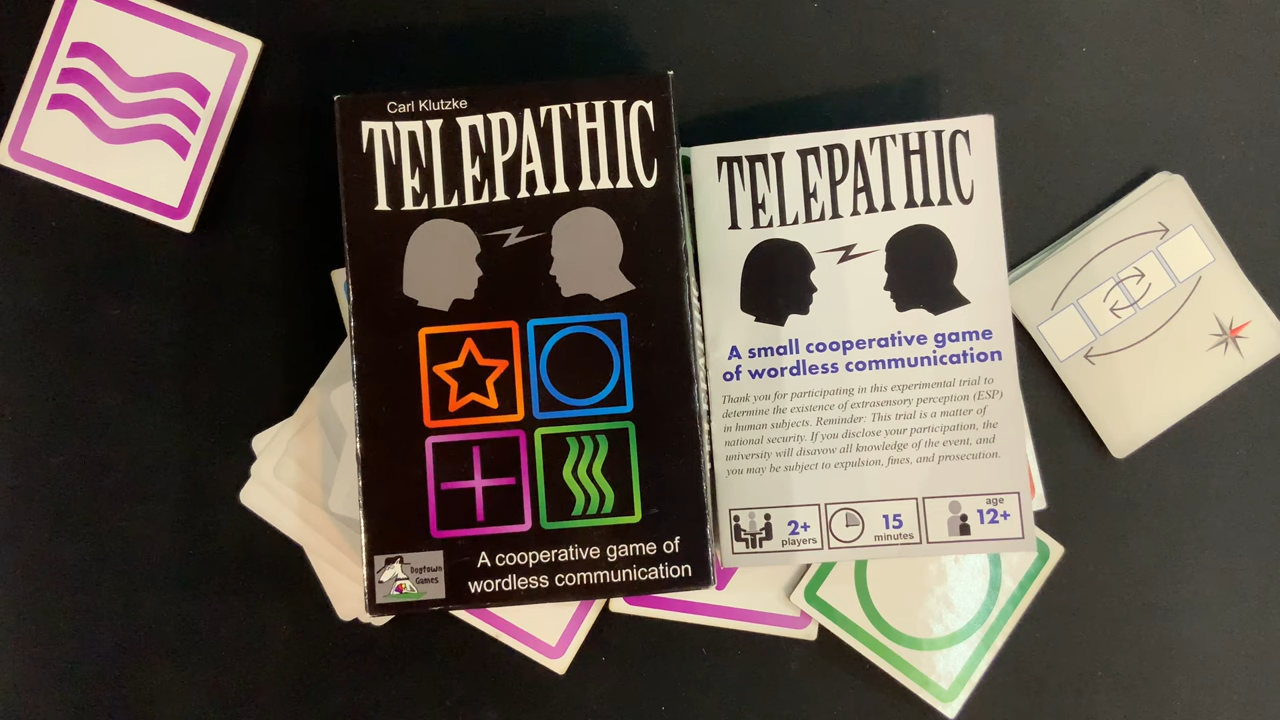 Carl Klutzke
TELEPATHIC
A cooperative game of
wordless communication
Dogtown
Games
TELEPATHIC
A small cooperative game
of wordless communication
Thank you for participating in this experimental trial to
determine the existence of extrasensory perception (ESP)
in human subjects. Reminder: This trial is a matter of
national security. If you disclose your participation, the
university will disavow all knowledge of the event, and
you may be subject to expulsion, fines, and prosecution.
2+
players
15
minutes
age
12+